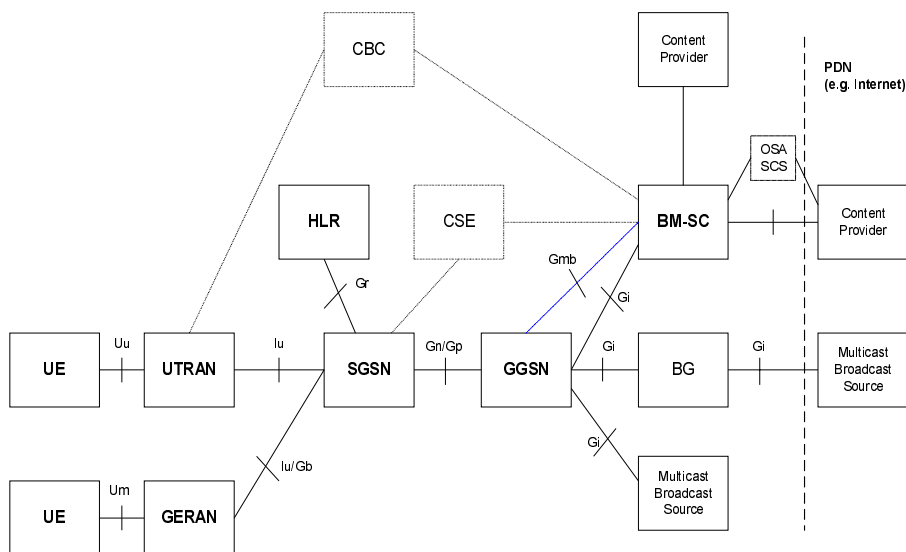 CBC
Content
Provider
PDN
(e.g. Internet)
OSA
SCS
HLR
CSE
BM-SC
Content
Provider
Gmb
Gr
Gi
Uu
Iu
Gn/Gp
Gi
Gi
UE
UTRAN
SGSN
GGSN
BG
Multicast
Broadcast
Source
Gi
Iu/Gb
Um
UE
GERAN
Multicast
Broadcast
Source